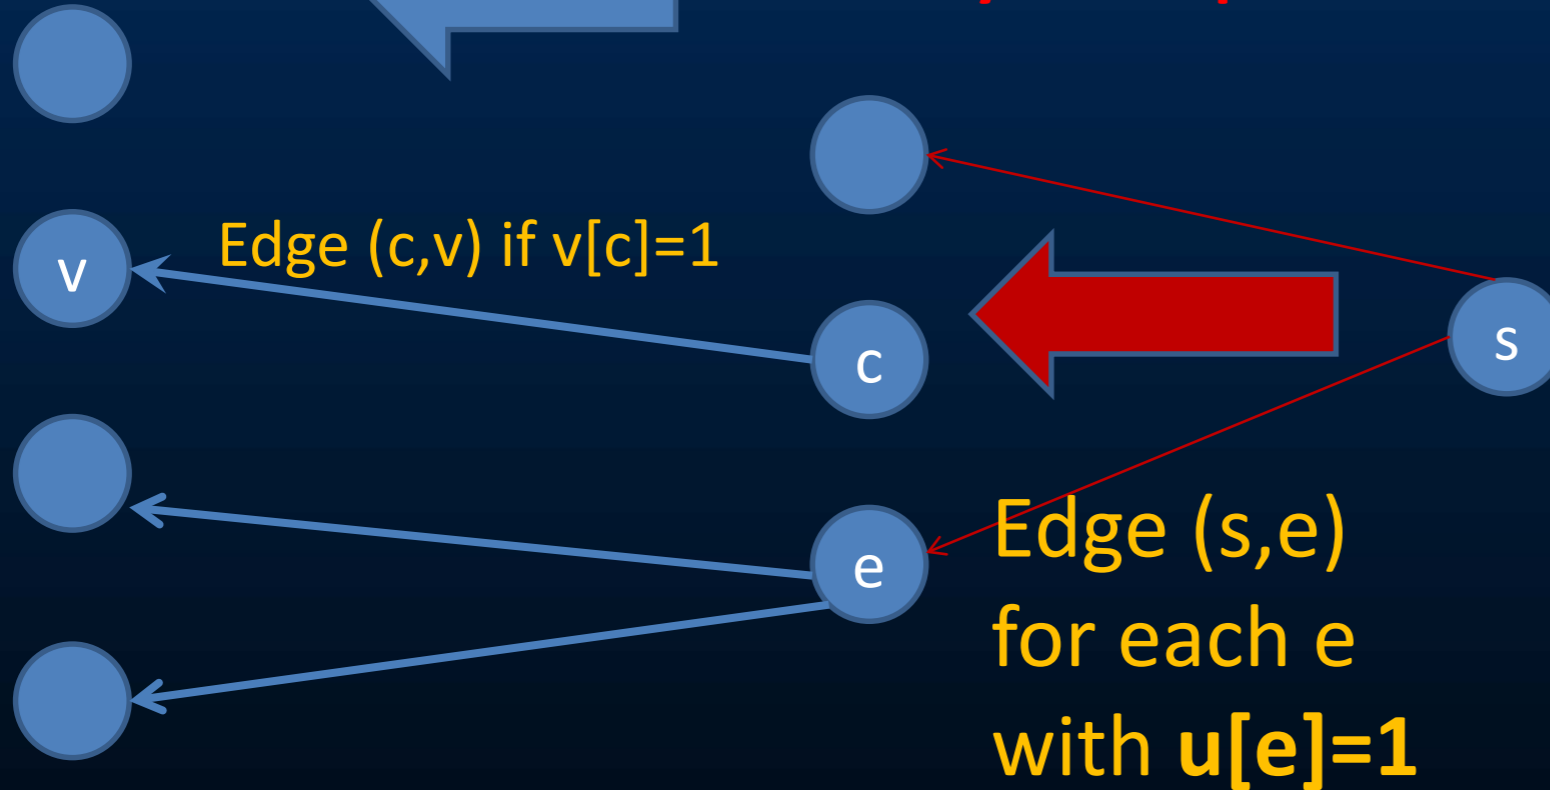 Edge (c,v) if v[c]=1
v
c
s
e
Edge (s,e)
for each e
with u[e]=1